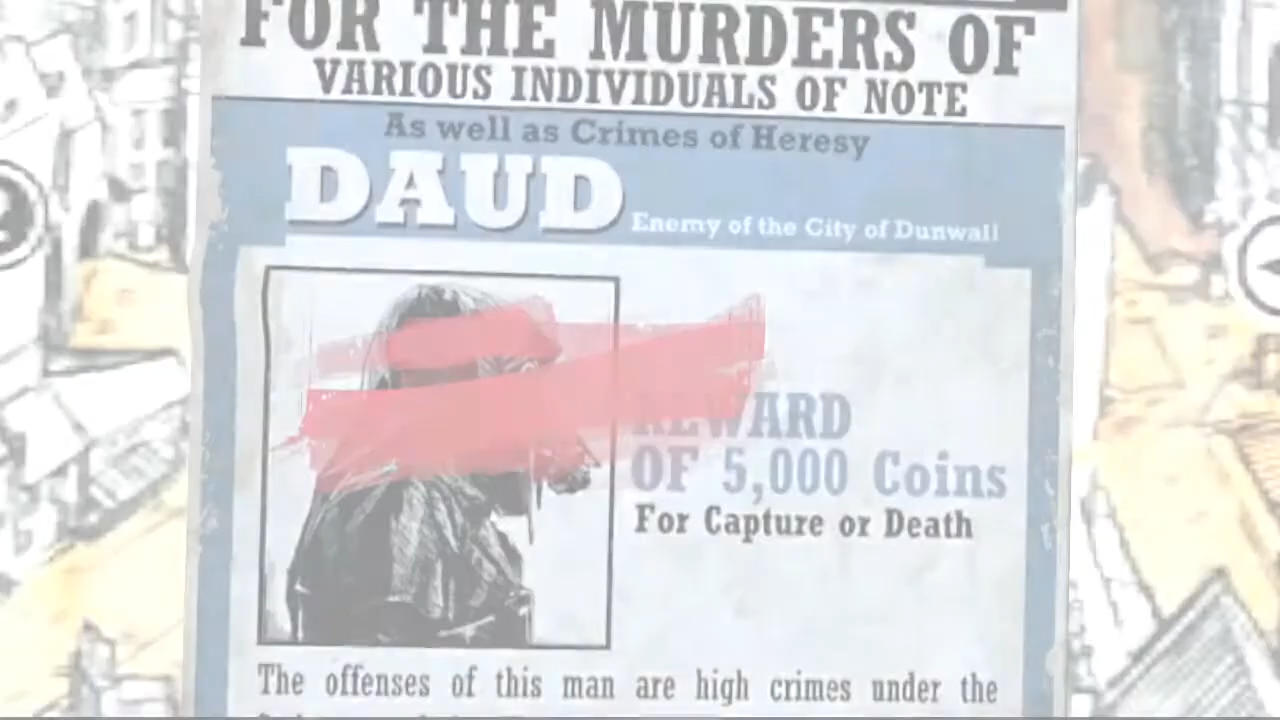 FOR THE MURDERS OF
VARIOUS INDIVIDUALS OF NOTE
As well as Crimes of Heresy
DAUD
Enemy of the City of Dunwall
REWARD
OF 5,000 Coins
For Capture or Death
The offenses of this man are high crimes under the